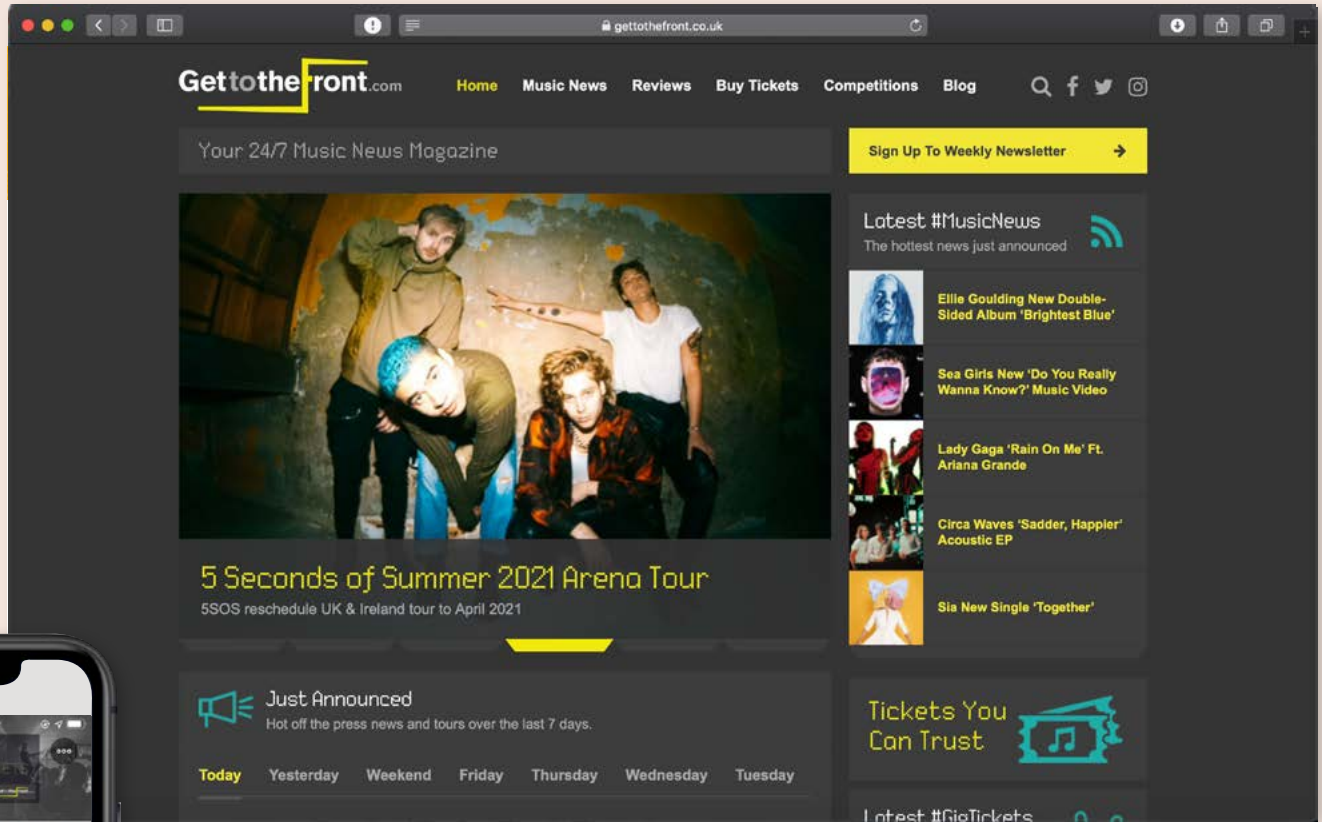 gettothefront.co.uk
Gettothefront.com
Home Music News Reviews Buy Tickets Competitions Blog
Your 24/7 Music News Magazine
Sign Up To Weekly Newsletter
Latest #MusicNews
The hottest news just announced
Ellie Goulding New Double-
Sided Album ‘Brightest Blue’
Sea Girls New ‘Do You Really
Wanna Know?’ Music Video
Lady Gaga ‘Rain On Me’ Ft.
Ariana Grande
Circa Waves ‘Sadder, Happier’
Acoustic EP
Sia New Single ‘Together’
5 Seconds of Summer 2021 Arena Tour
5SOS reschedule UK & Ireland tour to April 2021
Just Announced
Hot off the press news and tours over the last 7 days.
Today Yesterday Weekend Friday Thursday Wednesday Tuesday
Tickets You
Can Trust
Latest #GigTickets